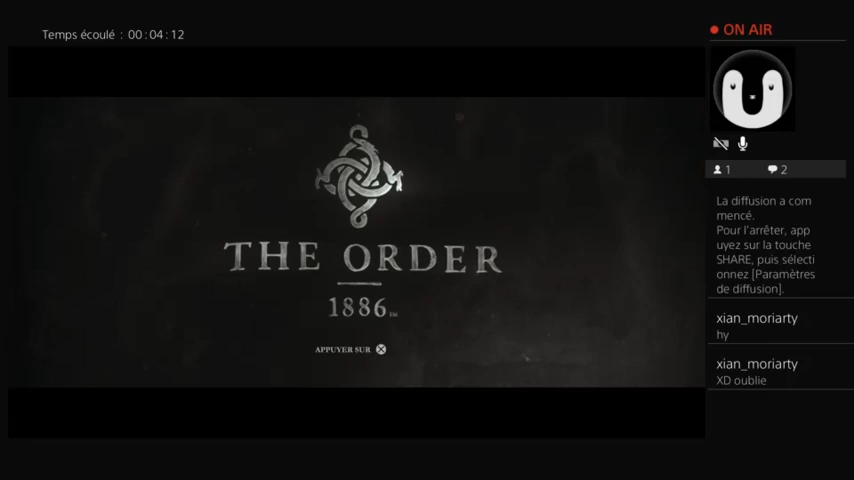 Temps écoulé : 00:04:12
ON AIR
1
2
La diffusion a com
mencé.
Pour l'arrêter, app
uyez sur la touche
SHARE, puis sélecti
onnez [Paramètres
de diffusion].
xian_moriarty
hy
xian_moriarty
XD oublie
THE ORDER
1886™
APPUYER SUR